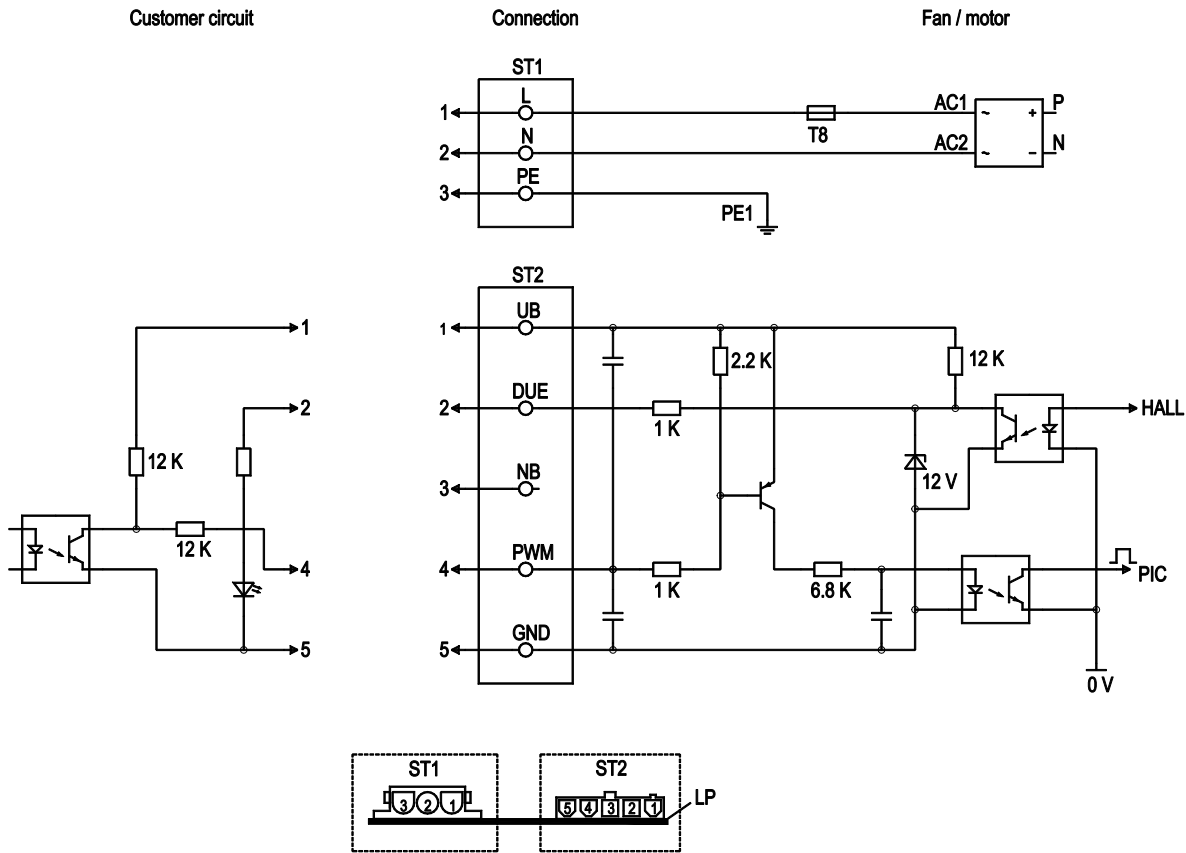 Customer circuit Connection Fan / motor
ST1
L
1 AC1 ~ + P
T8
N
2 AC2 ~ − N
PE
3
PE1
ST2
UB
1 1
2.2 K 12 K
DUE
2 2 HALL
1 K
12 K
NB
3 12 V
12 K
PWM
4 4 PIC
1 K 6.8 K
GND
5 5
0 V
ST1 ST2
LP
3 2 1 5 4 3 2 1